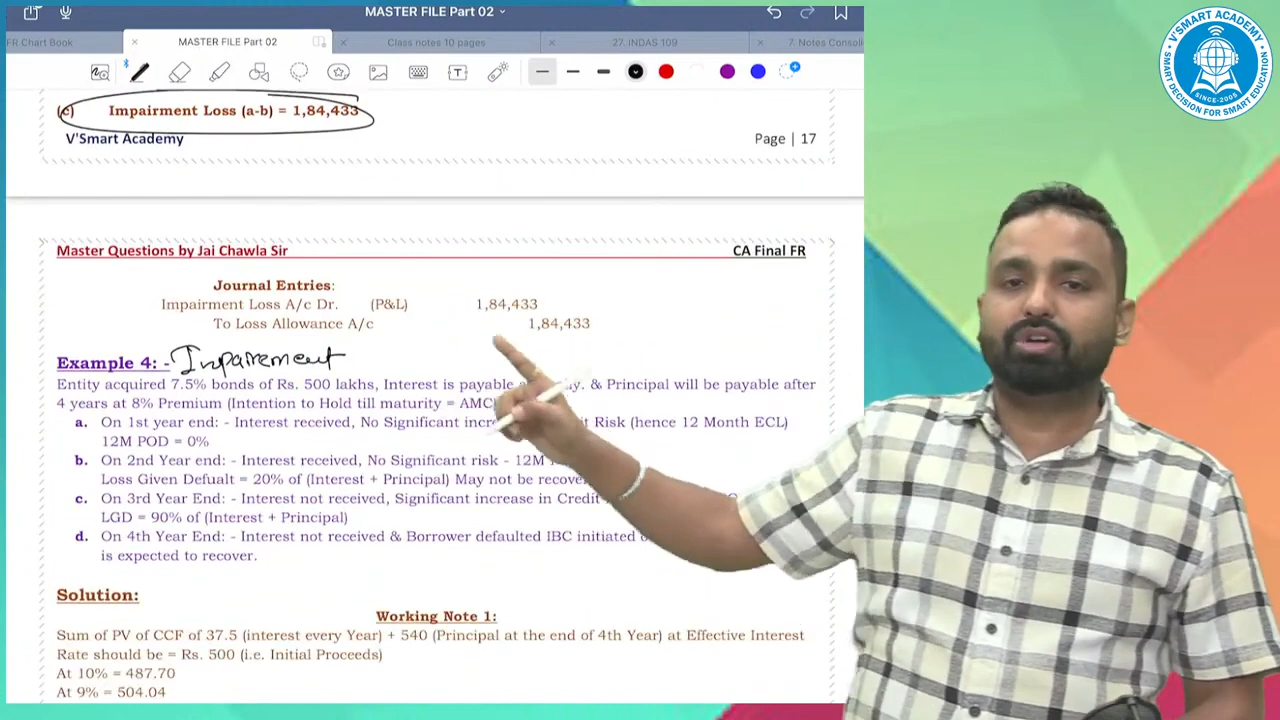 MASTER FILE Part 02
FR Chart Book
MASTER FILE Part 02
Class notes 10 pages
27. INDAS 109
7. Notes Consoli
(c) Impairment Loss (a-b) = 1,84,433
V'Smart Academy
Page | 17
Master Questions by Jai Chawla Sir
CA Final FR
Journal Entries:
Impairment Loss A/c Dr. (P&L) 1,84,433
To Loss Allowance A/c 1,84,433
Example 4: - Impairement
Entity acquired 7.5% bonds of Rs. 500 lakhs, Interest is payable & Principal will be payable after
4 years at 8% Premium (Intention to Hold till maturity = AMC
a. On 1st year end: - Interest received, No Significant Risk (hence 12 Month ECL)
12M POD = 0%
b. On 2nd Year end: - Interest received, No Significant risk - 12M
Loss Given Defualt = 20% of (Interest + Principal) May not be
c. On 3rd Year End: - Interest not received, Significant increase in Credit
LGD = 90% of (Interest + Principal)
d. On 4th Year End: - Interest not received & Borrower defaulted IBC initiated
is expected to recover.
Solution:
Working Note 1:
Sum of PV of CCF of 37.5 (interest every Year) + 540 (Principal at the end of 4th Year) at Effective Interest
Rate should be = Rs. 500 (i.e. Initial Proceeds)
At 10% = 487.70
At 9% = 504.04
V'SMART ACADEMY
SINCE-2005
SMART DECISION FOR SMART EDUCATION